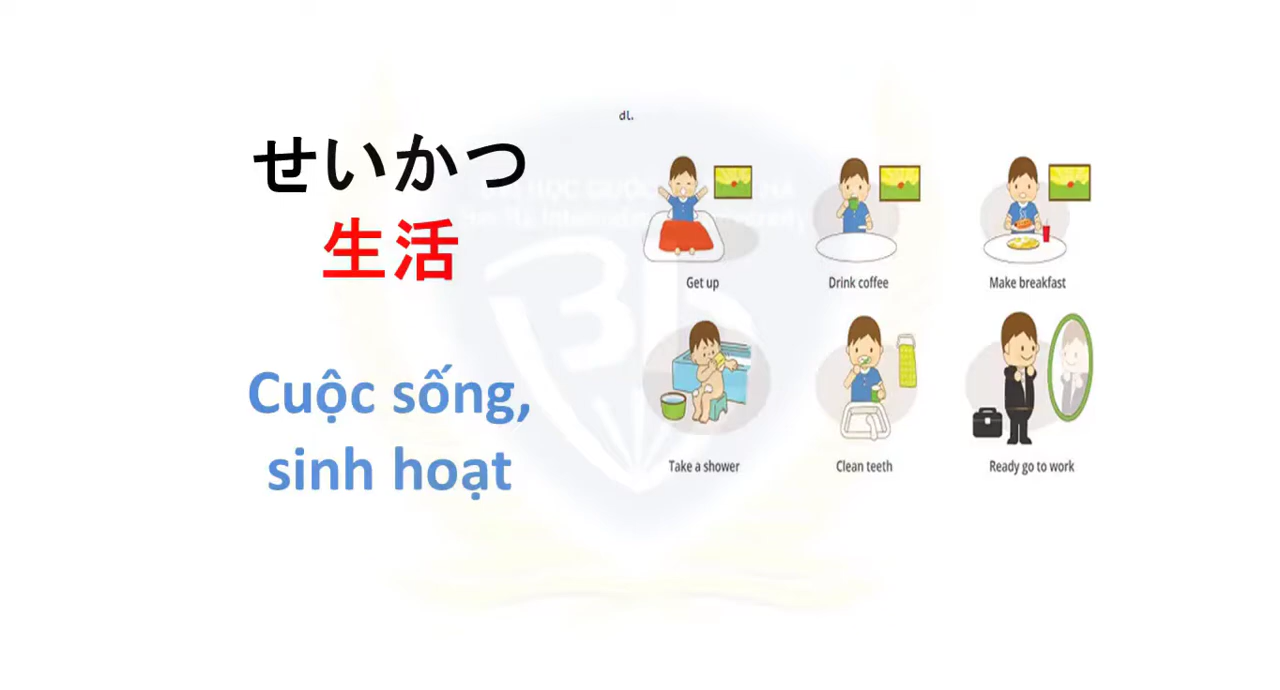 せいかつ
生活
Cuộc sống,
sinh hoạt
dl.
Get up
Drink coffee
Make breakfast
Take a shower
Clean teeth
Ready go to work